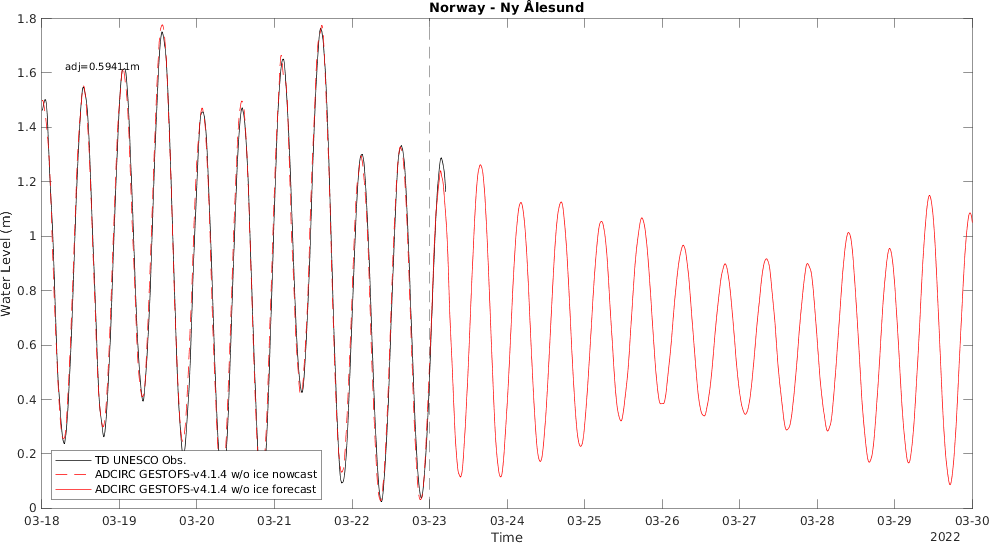 Norway - Ny Ålesund
1.8
1.6
1.4
1.2
1
0.8
0.6
0.4
0.2
0
Water Level (m)
adj=0.59411m
TD UNESCO Obs.
ADCIRC GESTOFS-v4.1.4 w/o ice nowcast
ADCIRC GESTOFS-v4.1.4 w/o ice forecast
03-18 03-19 03-20 03-21 03-22 03-23 03-24 03-25 03-26 03-27 03-28 03-29 03-30
Time
2022